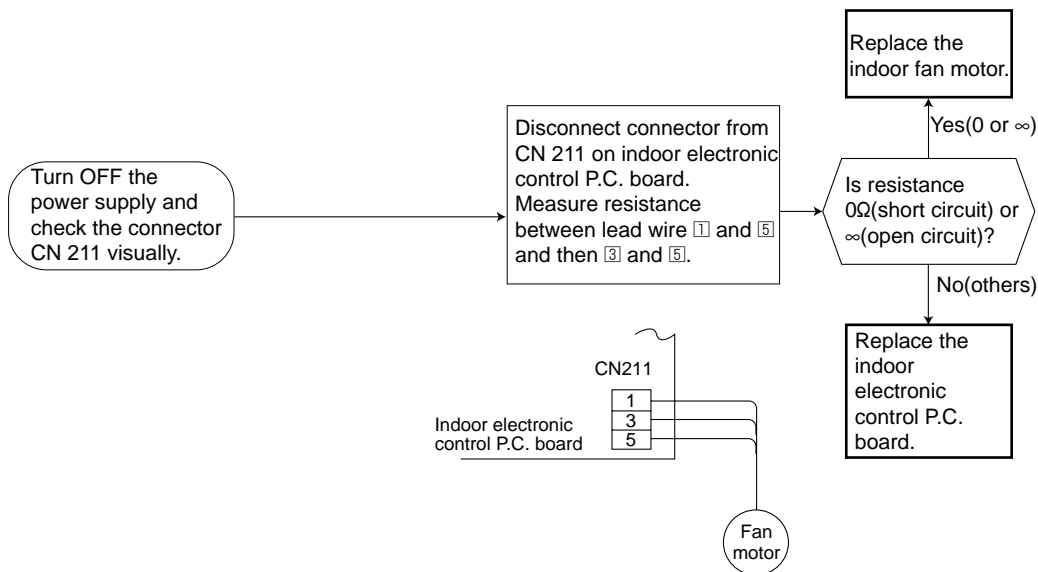 Turn OFF the
power supply and
check the connector
CN 211 visually.
Disconnect connector from
CN 211 on indoor electronic
control P.C. board.
Measure resistance
between lead wire 1 and 5
and then 3 and 5.
Is resistance
0Ω(short circuit) or
∞(open circuit)?
Yes(0 or ∞)
Replace the
indoor fan motor.
No(others)
Replace the
indoor
electronic
control P.C.
board.
CN211
1
3
5
Indoor electronic
control P.C. board
Fan
motor